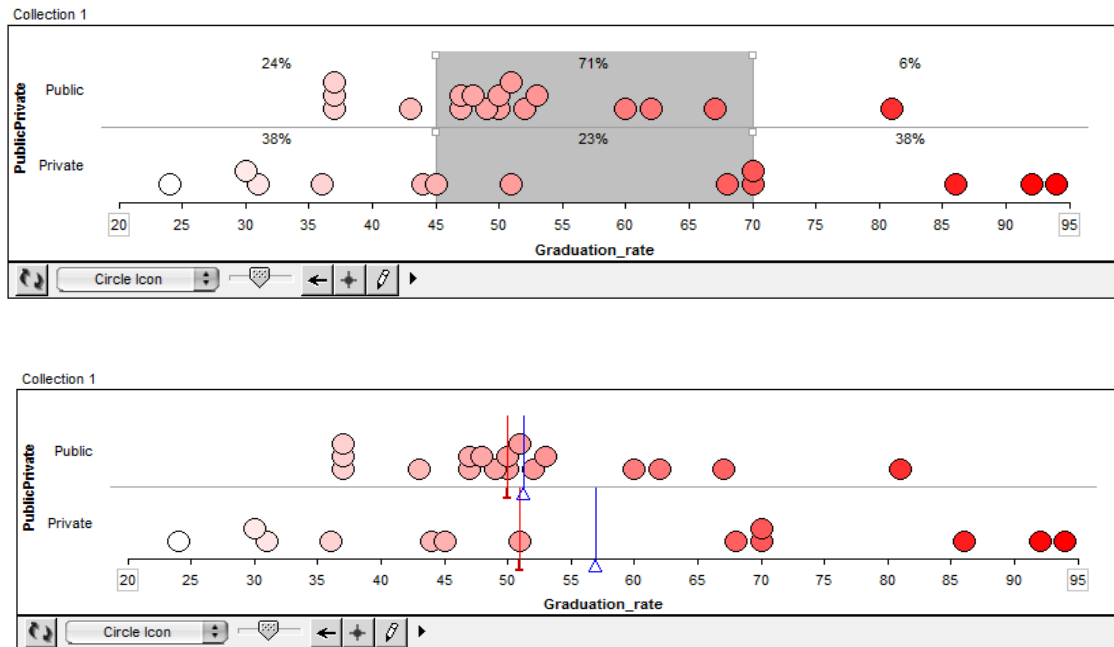 Collection 1
PublicPrivate
24% 71% 6%
Public
38% 23% 38%
Private
20 25 30 35 40 45 50 55 60 65 70 75 80 85 90 95
Graduation_rate
Circle Icon
Collection 1
PublicPrivate
Public
Private
20 25 30 35 40 45 50 55 60 65 70 75 80 85 90 95
Graduation_rate
Circle Icon